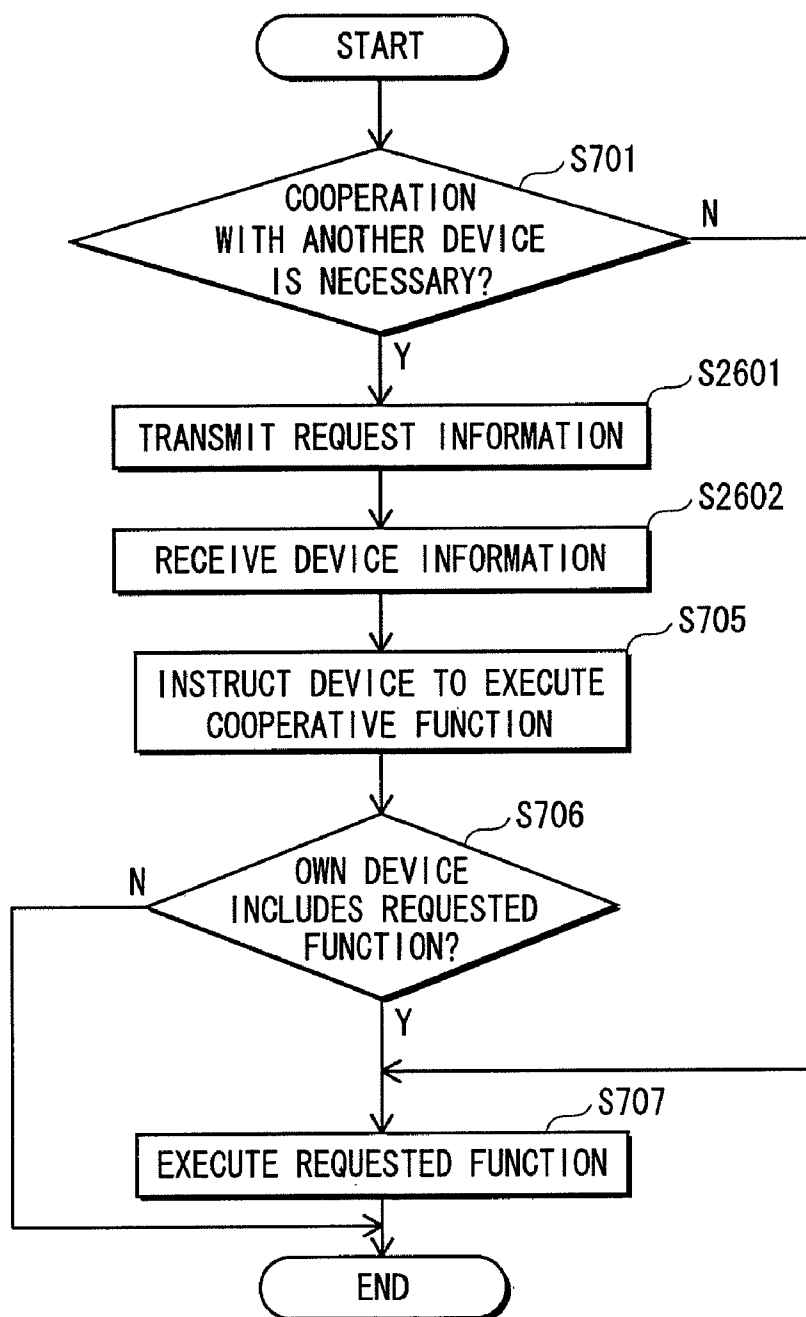 START
S701
COOPERATION
WITH ANOTHER DEVICE
IS NECESSARY?
N
Y
S2601
TRANSMIT REQUEST INFORMATION
S2602
RECEIVE DEVICE INFORMATION
S705
INSTRUCT DEVICE TO EXECUTE
COOPERATIVE FUNCTION
S706
OWN DEVICE
INCLUDES REQUESTED
FUNCTION?
N
Y
S707
EXECUTE REQUESTED FUNCTION
END